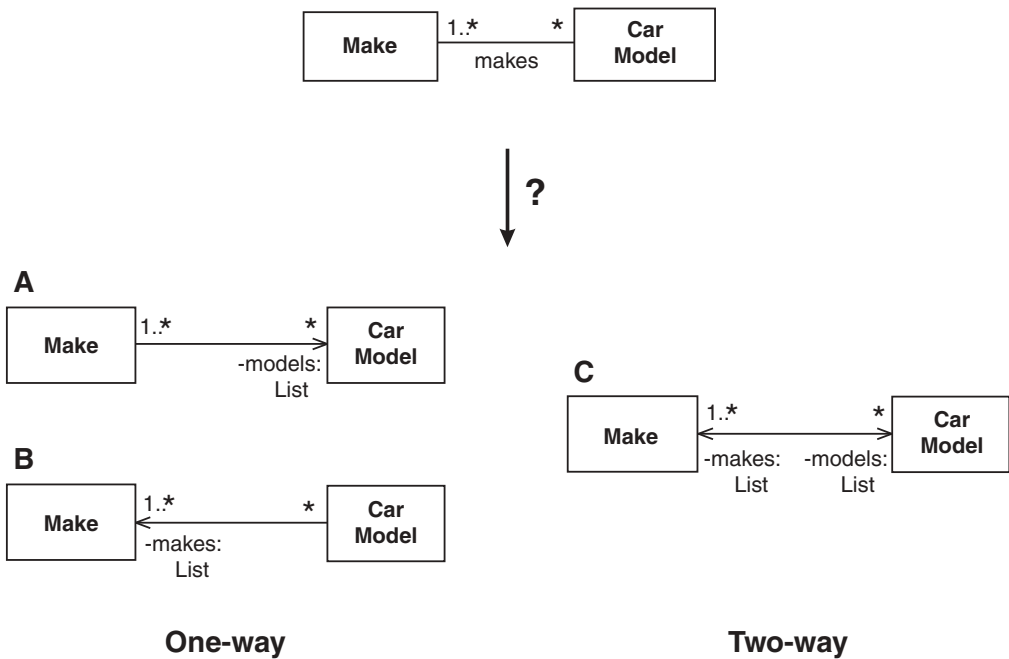 Make
1..*
*
makes
Car
Model
?
A
Make
1..*
*
-models:
List
Car
Model
B
Make
1..*
*
-makes:
List
Car
Model
C
Make
1..*
*
-makes:
List
-models:
List
Car
Model
One-way
Two-way